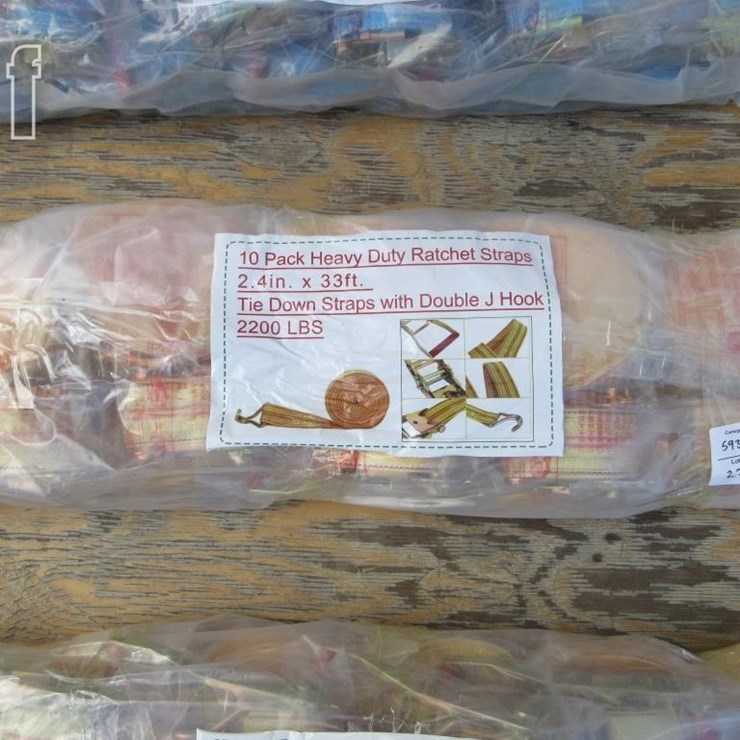 f
10 Pack Heavy Duty Ratchet Straps
2.4in. x 33ft.
Tie Down Straps with Double J Hook
2200 LBS